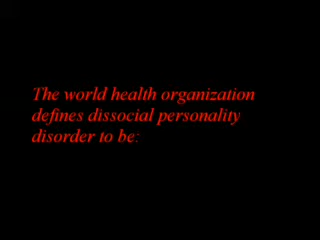 The world health organization
defines dissocial personality
disorder to be: